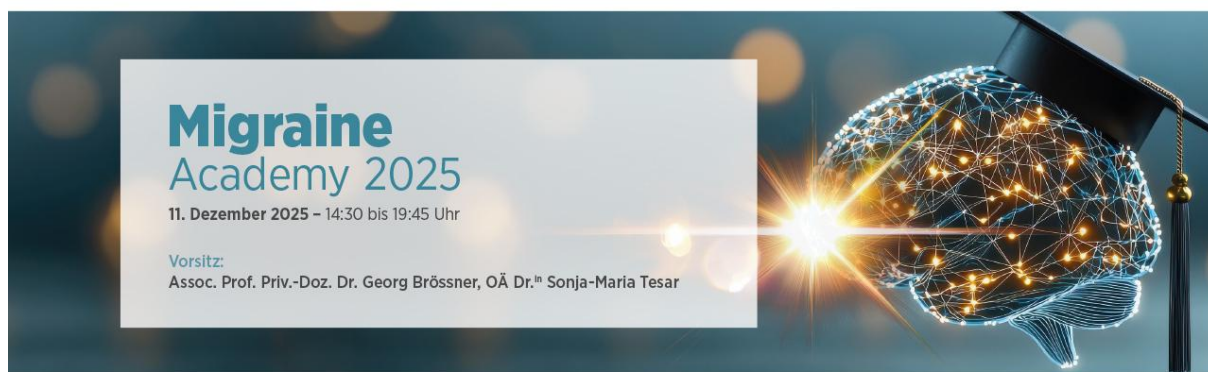 Migraine
Academy 2025
11. Dezember 2025 – 14:30 bis 19:45 Uhr
Vorsitz:
Assoc. Prof. Priv.-Doz. Dr. Georg Brössner, OÄ Dr.ⁱⁿ Sonja-Maria Tesar